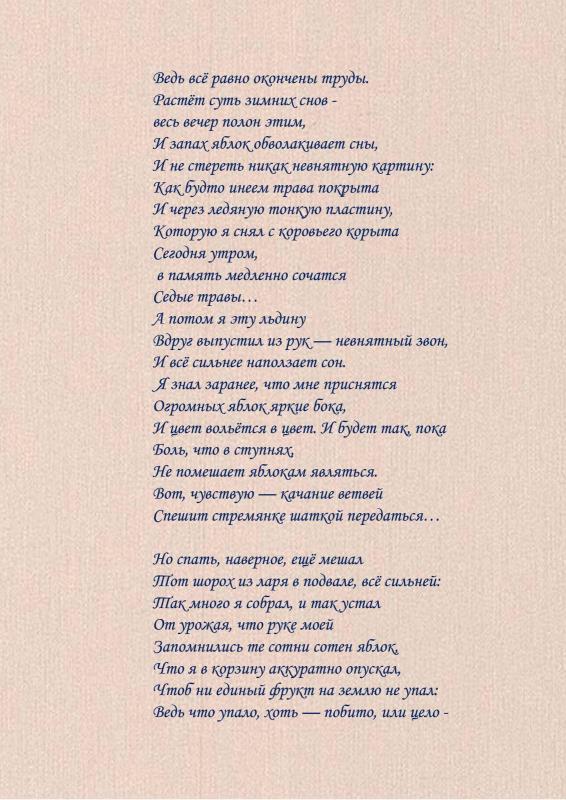 Ведь всё равно окончены труды.
Растёт суть зимних снов -
весь вечер полон этим,
И запах яблок обволакивает сны,
И не стереть никак невнятную картину:
Как будто инеем трава покрыта
И через ледяную тонкую пластину,
Которую я снял с коровьего корыта
Сегодня утром,
в память медленно сочатся
Седые травы…
А потом я эту льдину
Вдруг выпустил из рук — невнятный звон,
И всё сильнее наползает сон.
Я знал заранее, что мне приснятся
Огромных яблок яркие бока,
И цвет вольётся в цвет. И будет так, пока
Боль, что в ступнях,
Не помешает яблокам являться.
Вот, чувствую — качание ветвей
Спешит стремянке шаткой передаться…
Но спать, наверное, ещё мешал
Тот шорох из ларя в подвале, всё сильней:
Так много я собрал, и так устал
От урожая, что руке моей
Запомнились те сотни сотен яблок,
Что я в корзину аккуратно опускал,
Чтоб ни единый фрукт на землю не упал:
Ведь что упало, хоть — побито, или цело -